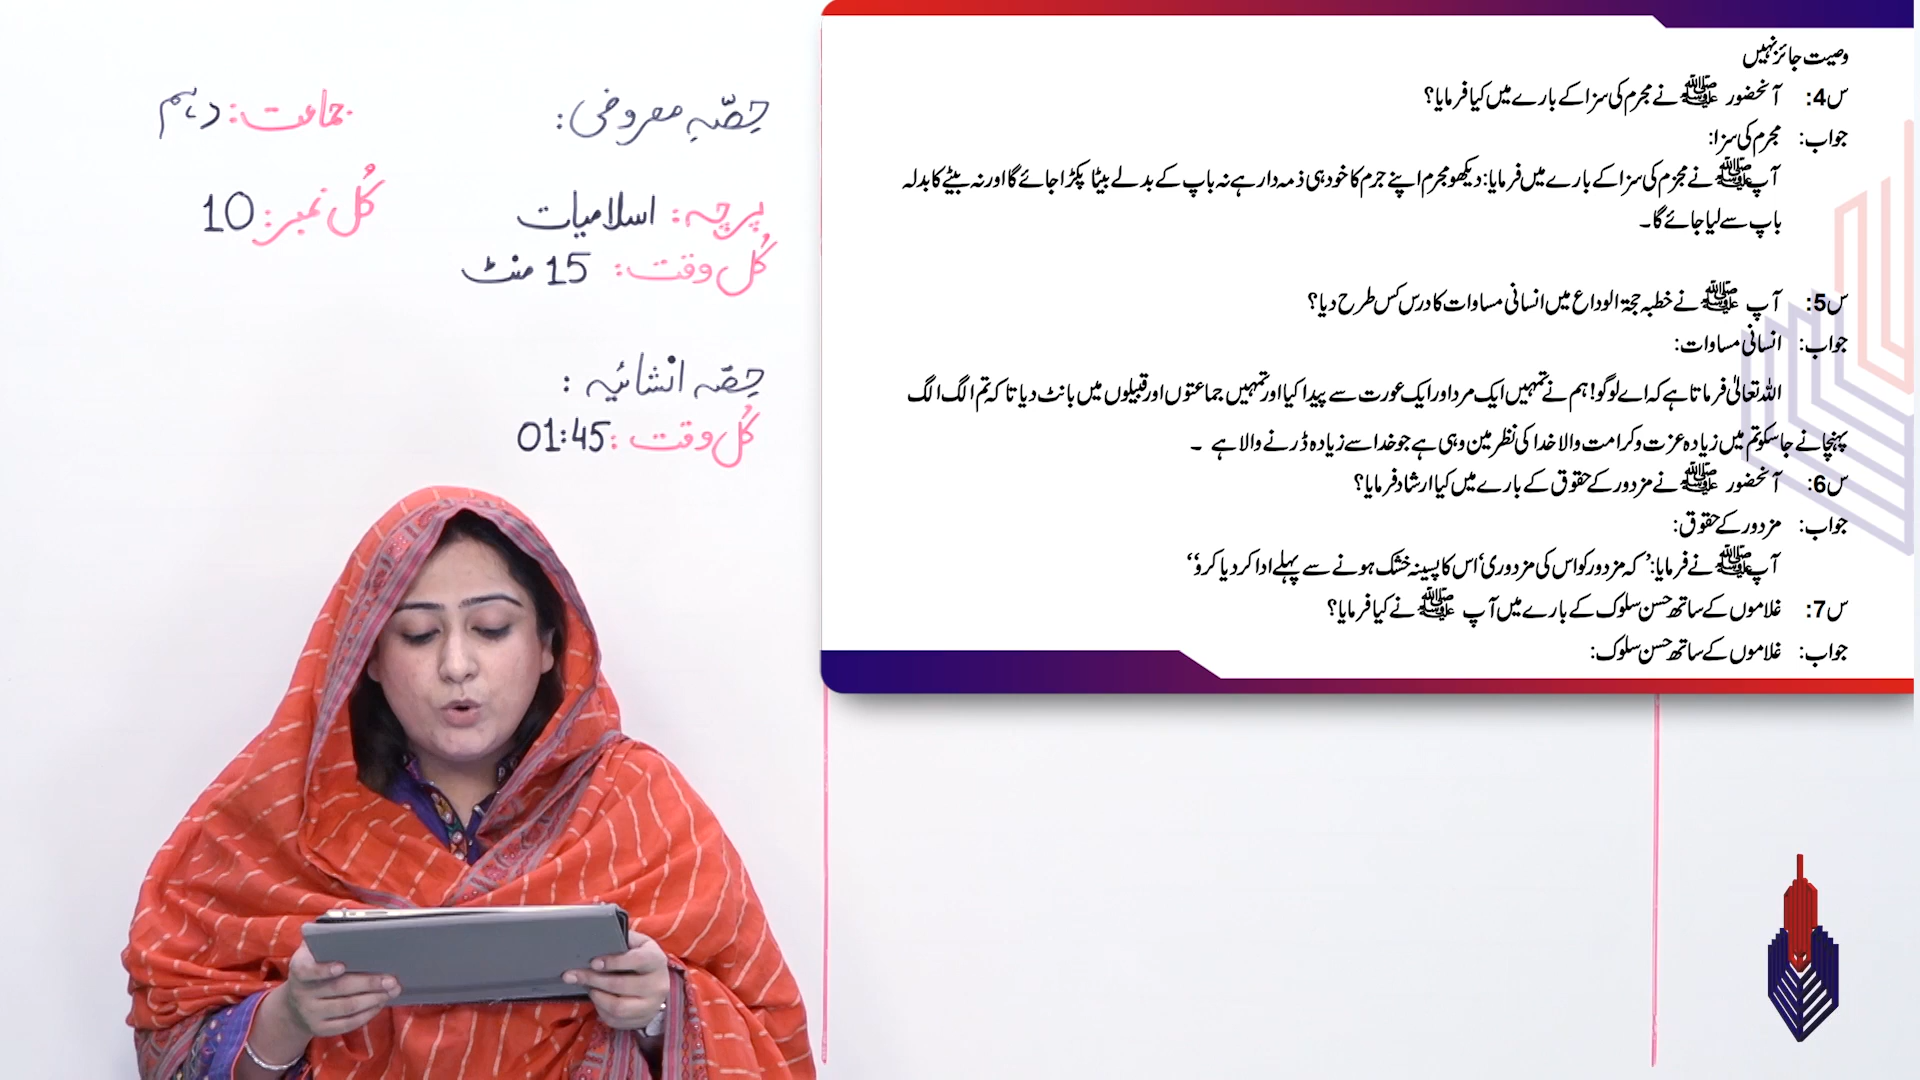 حِصّہِ معروضی:
جماعت: دہم
پرچہ: اسلامیات
کُل نمبر: 10
کُل وقت: 15 منٹ
حِصّہ انشائیہ :
کُل وقت: 01:45
وصیت جائز نہیں
س4: آنحضور ﷺ نے مجرم کی سزا کے بارے میں کیا فرمایا؟
جواب: مجرم کی سزا:
آپ ﷺ نے مجرم کی سزا کے بارے میں فرمایا: دیکھو مجرم اپنے جرم کا خود ہی ذمہ دار ہے نہ باپ کے بدلے بیٹا پکڑا جائے گا اور نہ بیٹے کا بدلہ
باپ سے لیا جائے گا۔
س5: آپ ﷺ نے خطبہ حجۃ الوداع میں انسانی مساوات کا درس کس طرح دیا؟
جواب: انسانی مساوات:
اللہ تعالیٰ فرماتا ہے کہ اے لوگو! ہم نے تمہیں ایک مرد اور ایک عورت سے پیدا کیا اور تمہیں جماعتوں اور قبیلوں میں بانٹ دیا تا کہ تم الگ الگ
پہنچانے جا سکو تم میں زیادہ عزت و کرامت والا خدا کی نظر مین وہی ہے جو خدا سے زیادہ ڈرنے والا ہے ۔
س6: آنحضور ﷺ نے مزدور کے حقوق کے بارے میں کیا ارشاد فرمایا؟
جواب: مزدور کے حقوق:
آپ ﷺ نے فرمایا: ’کہ مزدور کو اس کی مزدوری‘ اس کا پسینہ خشک ہونے سے پہلے ادا کر دیا کرو‘‘
س7: غلاموں کے ساتھ حسن سلوک کے بارے میں آپ ﷺ نے کیا فرمایا؟
جواب: غلاموں کے ساتھ حسن سلوک: